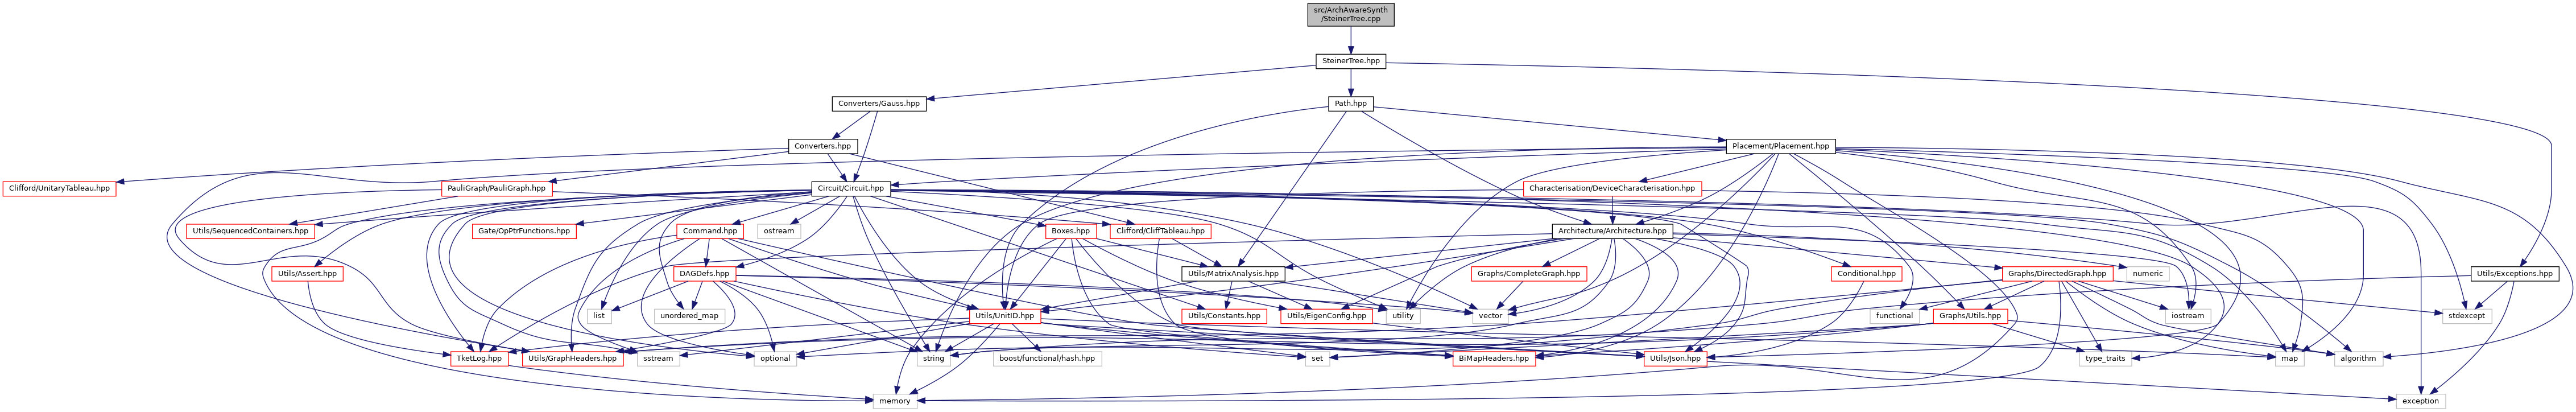 src/ArchAwareSynth
/SteinerTree.cpp
SteinerTree.hpp
Converters/Gauss.hpp
Path.hpp
Converters.hpp
Placement/Placement.hpp
Clifford/UnitaryTableau.hpp
PauliGraph/PauliGraph.hpp
Circuit/Circuit.hpp
Characterisation/DeviceCharacterisation.hpp
Utils/SequencedContainers.hpp
Gate/OpPtrFunctions.hpp
Command.hpp
ostream
Boxes.hpp
Clifford/CliffTableau.hpp
Architecture/Architecture.hpp
Utils/Assert.hpp
DAGDefs.hpp
Utils/MatrixAnalysis.hpp
Graphs/CompleteGraph.hpp
Conditional.hpp
Graphs/DirectedGraph.hpp
numeric
Utils/Exceptions.hpp
list
unordered_map
Utils/UnitID.hpp
Utils/Constants.hpp
Utils/EigenConfig.hpp
utility
vector
functional
Graphs/Utils.hpp
iostream
stdexcept
TketLog.hpp
Utils/GraphHeaders.hpp
sstream
optional
string
boost/functional/hash.hpp
set
BiMapHeaders.hpp
Utils/Json.hpp
type_traits
map
algorithm
memory
exception